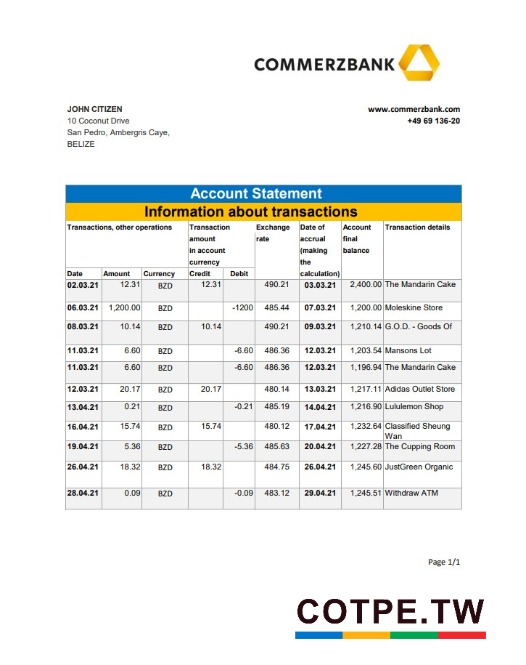 COMMERZBANK
JOHN CITIZEN
10 Coconut Drive
San Pedro, Ambergris Caye,
BELIZE
www.commerzbank.com
+49 69 136-20
Account Statement
Information about transactions
Transactions, other operations
Transaction amount in account currency
Exchange rate
Date of accrual (making the calculation)
Account final balance
Transaction details
Date Amount Currency Credit Debit
02.03.21 12.31 BZD 12.31 490.21 03.03.21 2,400.00 The Mandarin Cake
06.03.21 1,200.00 BZD -1200 485.44 07.03.21 1,200.00 Moleskine Store
08.03.21 10.14 BZD 10.14 490.21 09.03.21 1,210.14 G.O.D. - Goods Of
11.03.21 6.60 BZD -6.60 486.36 12.03.21 1,203.54 Mansons Lot
11.03.21 6.60 BZD -6.60 486.36 12.03.21 1,196.94 The Mandarin Cake
12.03.21 20.17 BZD 20.17 480.14 13.03.21 1,217.11 Adidas Outlet Store
13.04.21 0.21 BZD -0.21 485.19 14.04.21 1,216.90 Lululemon Shop
16.04.21 15.74 BZD 15.74 480.12 17.04.21 1,232.64 Classified Sheung
Wan
19.04.21 5.36 BZD -5.36 485.63 20.04.21 1,227.28 The Cupping Room
26.04.21 18.32 BZD 18.32 484.75 26.04.21 1,245.60 JustGreen Organic
28.04.21 0.09 BZD -0.09 483.12 29.04.21 1,245.51 Withdraw ATM
Page 1/1
COTPE.TW